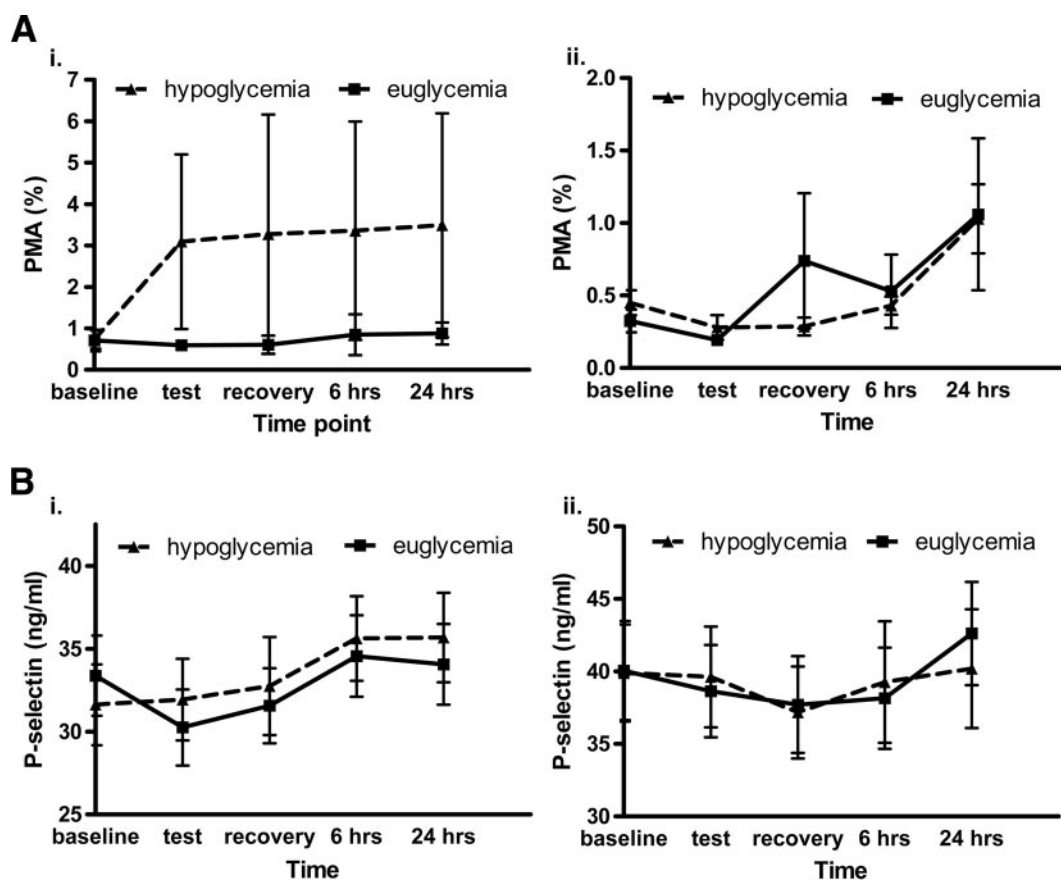 A
i.
hypoglycemia euglycemia
PMA (%)
7
6
5
4
3
2
1
0
baseline test recovery 6 hrs 24 hrs
Time point
ii.
hypoglycemia euglycemia
PMA (%)
2.0
1.5
1.0
0.5
0.0
baseline test recovery 6 hrs 24 hrs
Time
B
i.
hypoglycemia euglycemia
P-selectin (ng/ml)
40
35
30
25
baseline test recovery 6 hrs 24 hrs
Time
ii.
hypoglycemia euglycemia
P-selectin (ng/ml)
50
45
40
35
30
baseline test recovery 6 hrs 24 hrs
Time